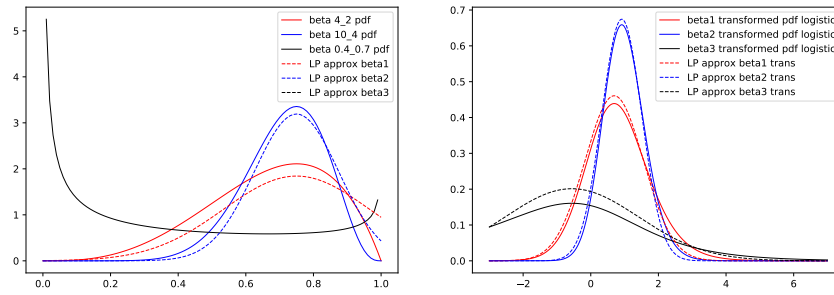 beta 4_2 pdf
beta 10_4 pdf
beta 0.4_0.7 pdf
LP approx beta1
LP approx beta2
LP approx beta3
5
4
3
2
1
0
0.0 0.2 0.4 0.6 0.8 1.0
beta1 transformed pdf logistic
beta2 transformed pdf logistic
beta3 transformed pdf logistic
LP approx beta1 trans
LP approx beta2 trans
LP approx beta3 trans
0.7
0.6
0.5
0.4
0.3
0.2
0.1
0.0
−2 0 2 4 6